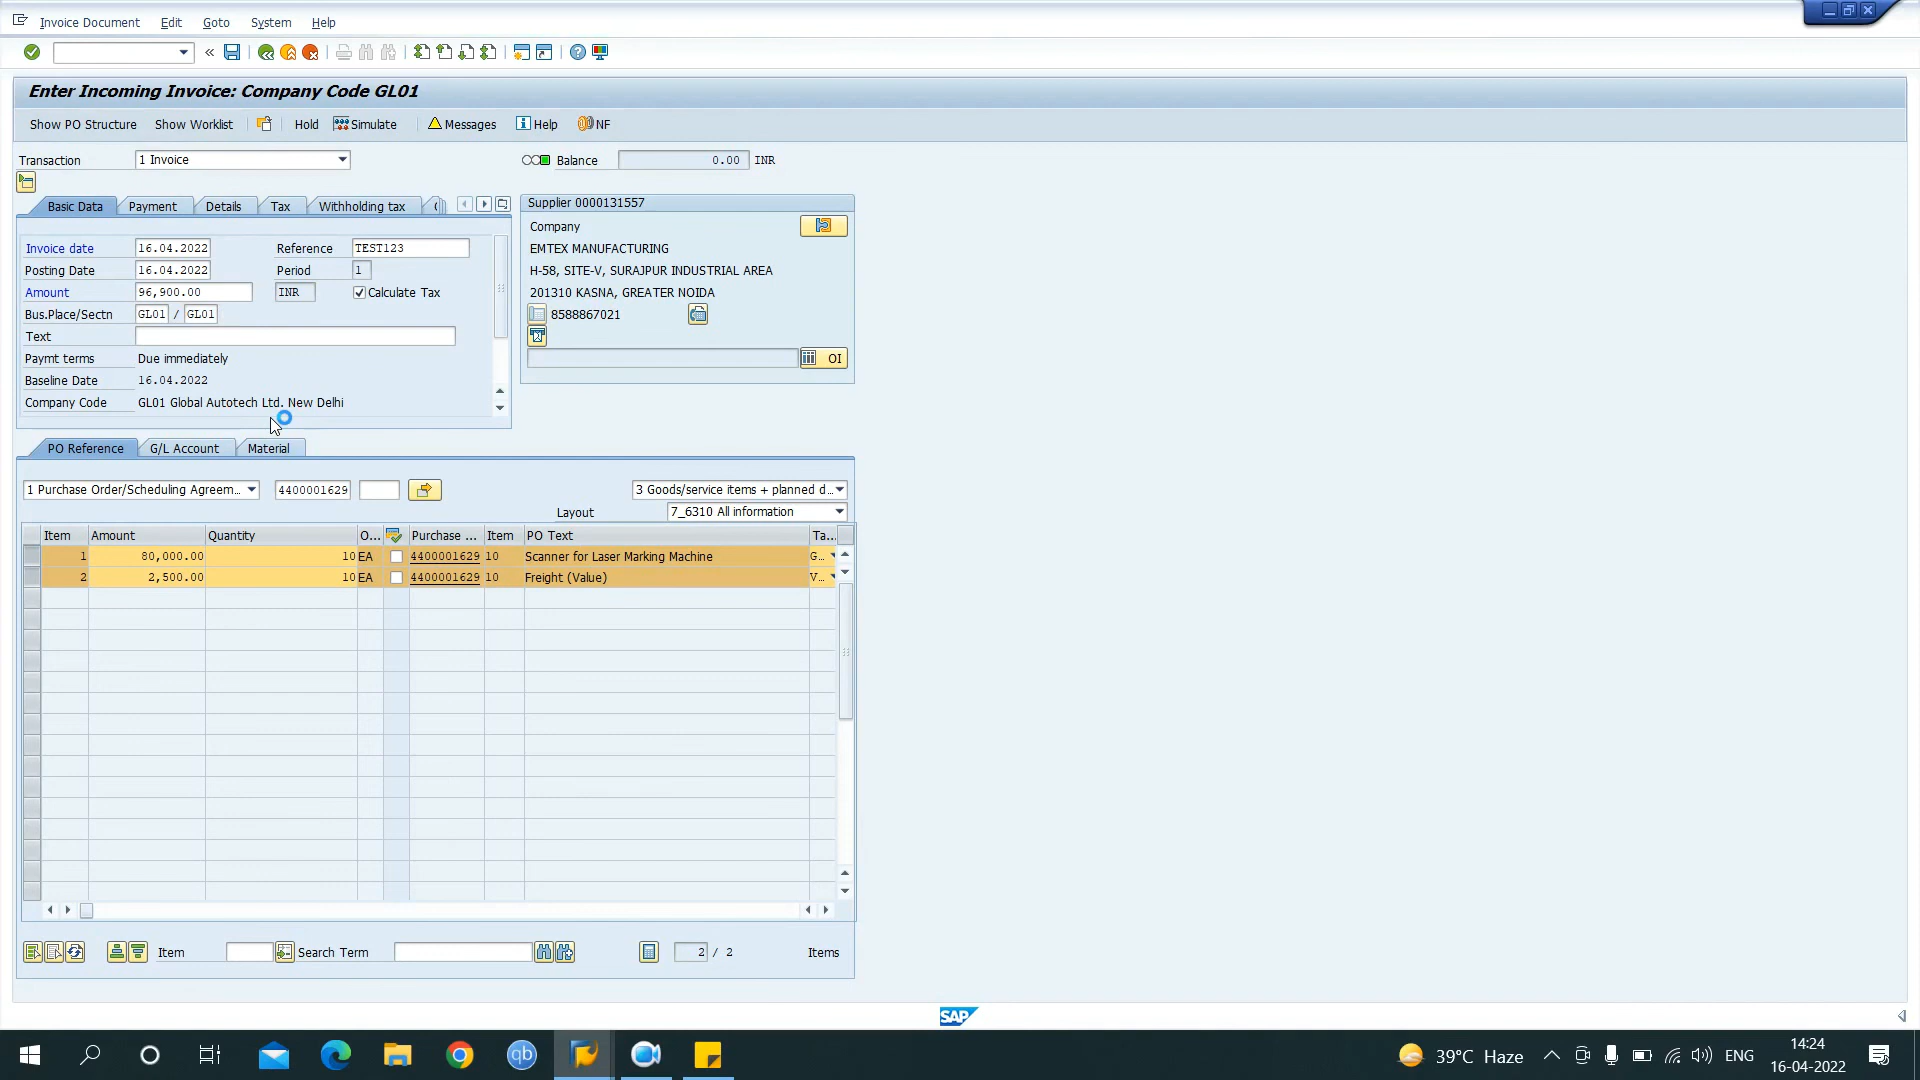 Invoice Document Edit Goto System Help
Enter Incoming Invoice: Company Code GL01
Show PO Structure Show Worklist Hold Simulate Messages Help NF
Transaction 1 Invoice Balance 0.00 INR
Basic Data Payment Details Tax Withholding tax
Invoice date 16.04.2022 Reference TEST123
Posting Date 16.04.2022 Period 1
Amount 96,900.00 INR Calculate Tax
Bus.Place/Sectn GL01 / GL01
Text
Paymt terms Due immediately
Baseline Date 16.04.2022
Company Code GL01 Global Autotech Ltd. New Delhi
Supplier 0000131557
Company
EMTEX MANUFACTURING
H-58, SITE-V, SURAJPUR INDUSTRIAL AREA
201310 KASNA, GREATER NOIDA
8588867021
OI
PO Reference G/L Account Material
1 Purchase Order/Scheduling Agreem... 4400001629 3 Goods/service items + planned d...
Layout 7_6310 All information
Item Amount Quantity O... Purchase ... Item PO Text Ta...
1 80,000.00 10 EA 4400001629 10 Scanner for Laser Marking Machine G...
2 2,500.00 10 EA 4400001629 10 Freight (Value) V...
Item Search Term 2 / 2 Items
SAP
qb 39°C Haze ENG 14:24
16-04-2022